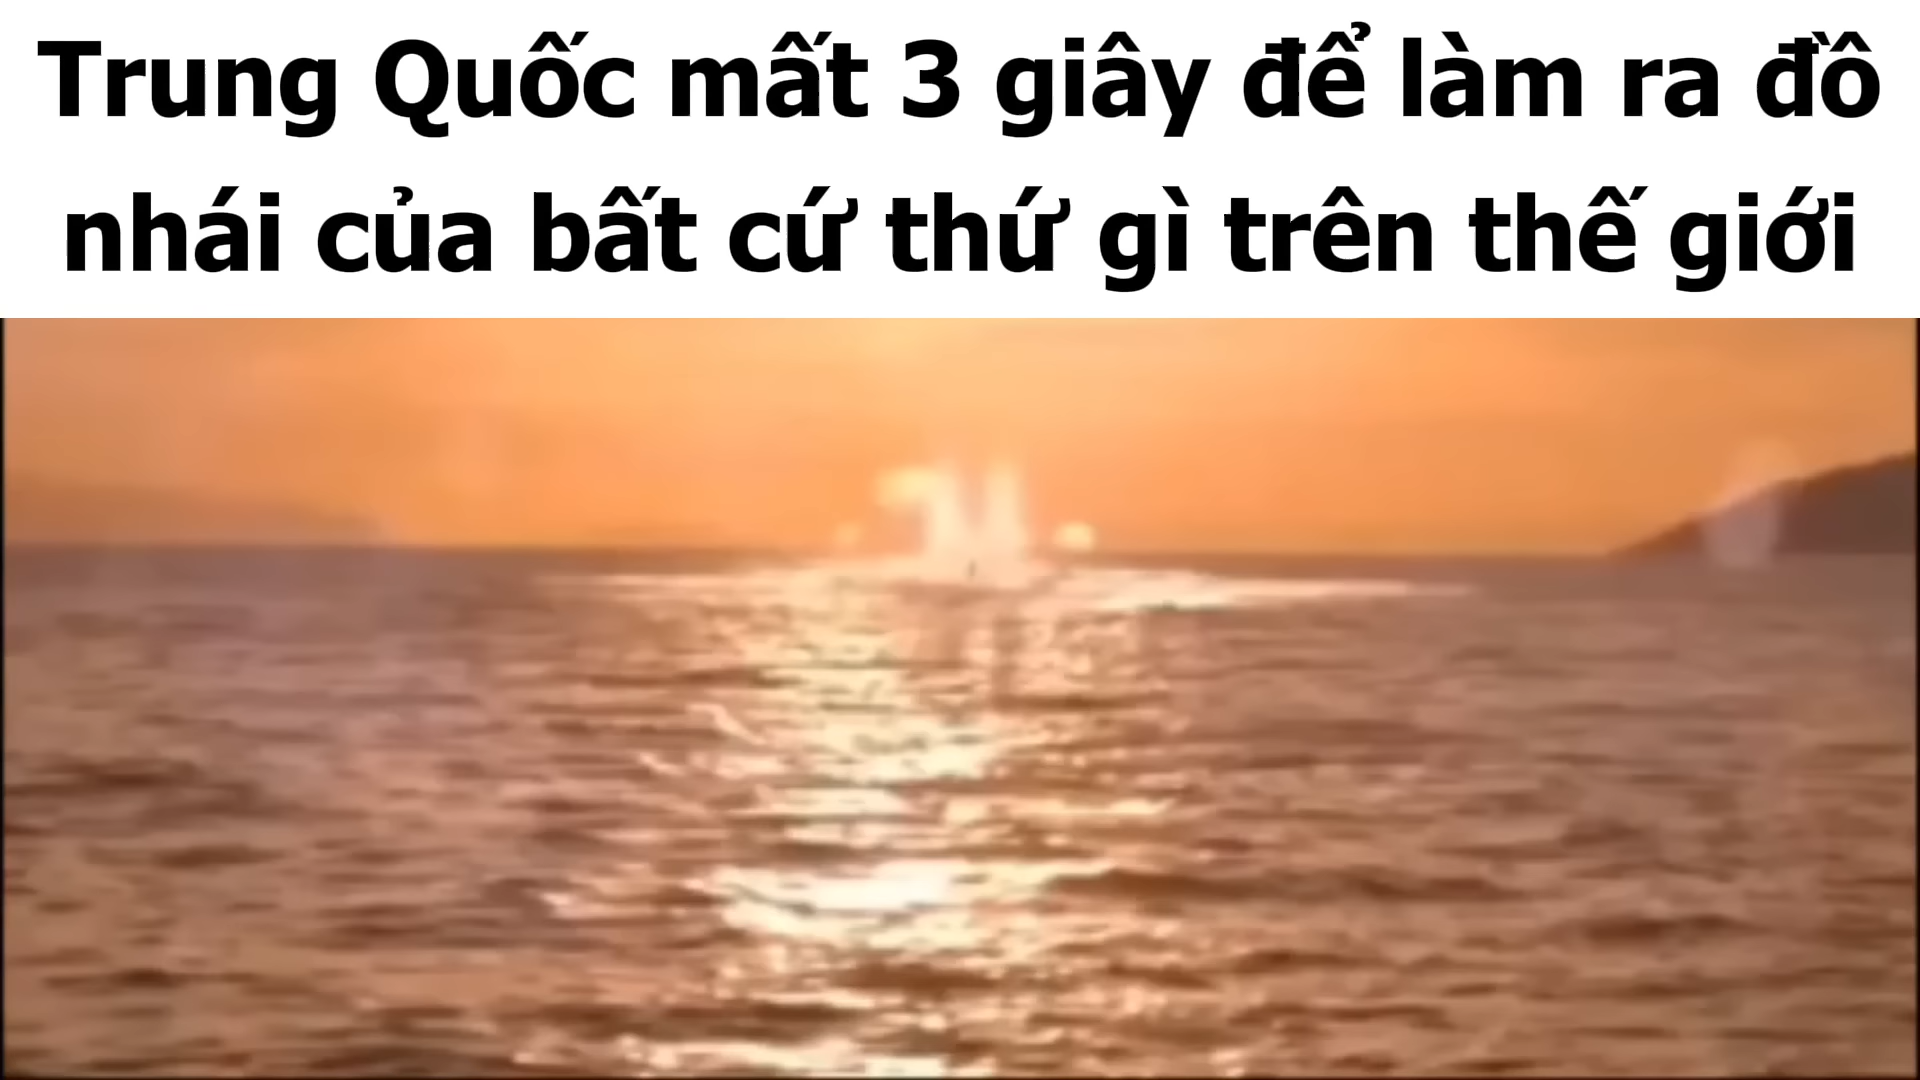 Trung Quốc mất 3 giây để làm ra đồ
nhái của bất cứ thứ gì trên thế giới